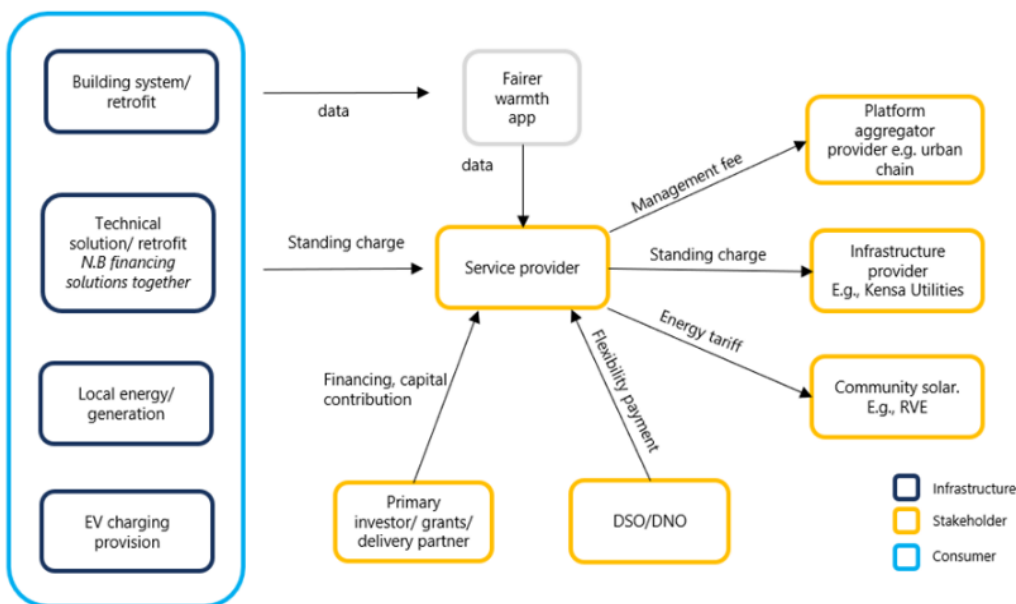 Building system/
retrofit
data
Fairer
warmth
app
data
Technical
solution/ retrofit
N.B financing
solutions together
Standing charge
Service provider
Management fee
Platform
aggregator
provider e.g. urban
chain
Standing charge
Infrastructure
provider
E.g., Kensa Utilities
Energy tariff
Community solar.
E.g., RVE
Local energy/
generation
Financing, capital
contribution
Flexibility payment
EV charging
provision
Primary
investor/ grants/
delivery partner
DSO/DNO
Infrastructure
Stakeholder
Consumer